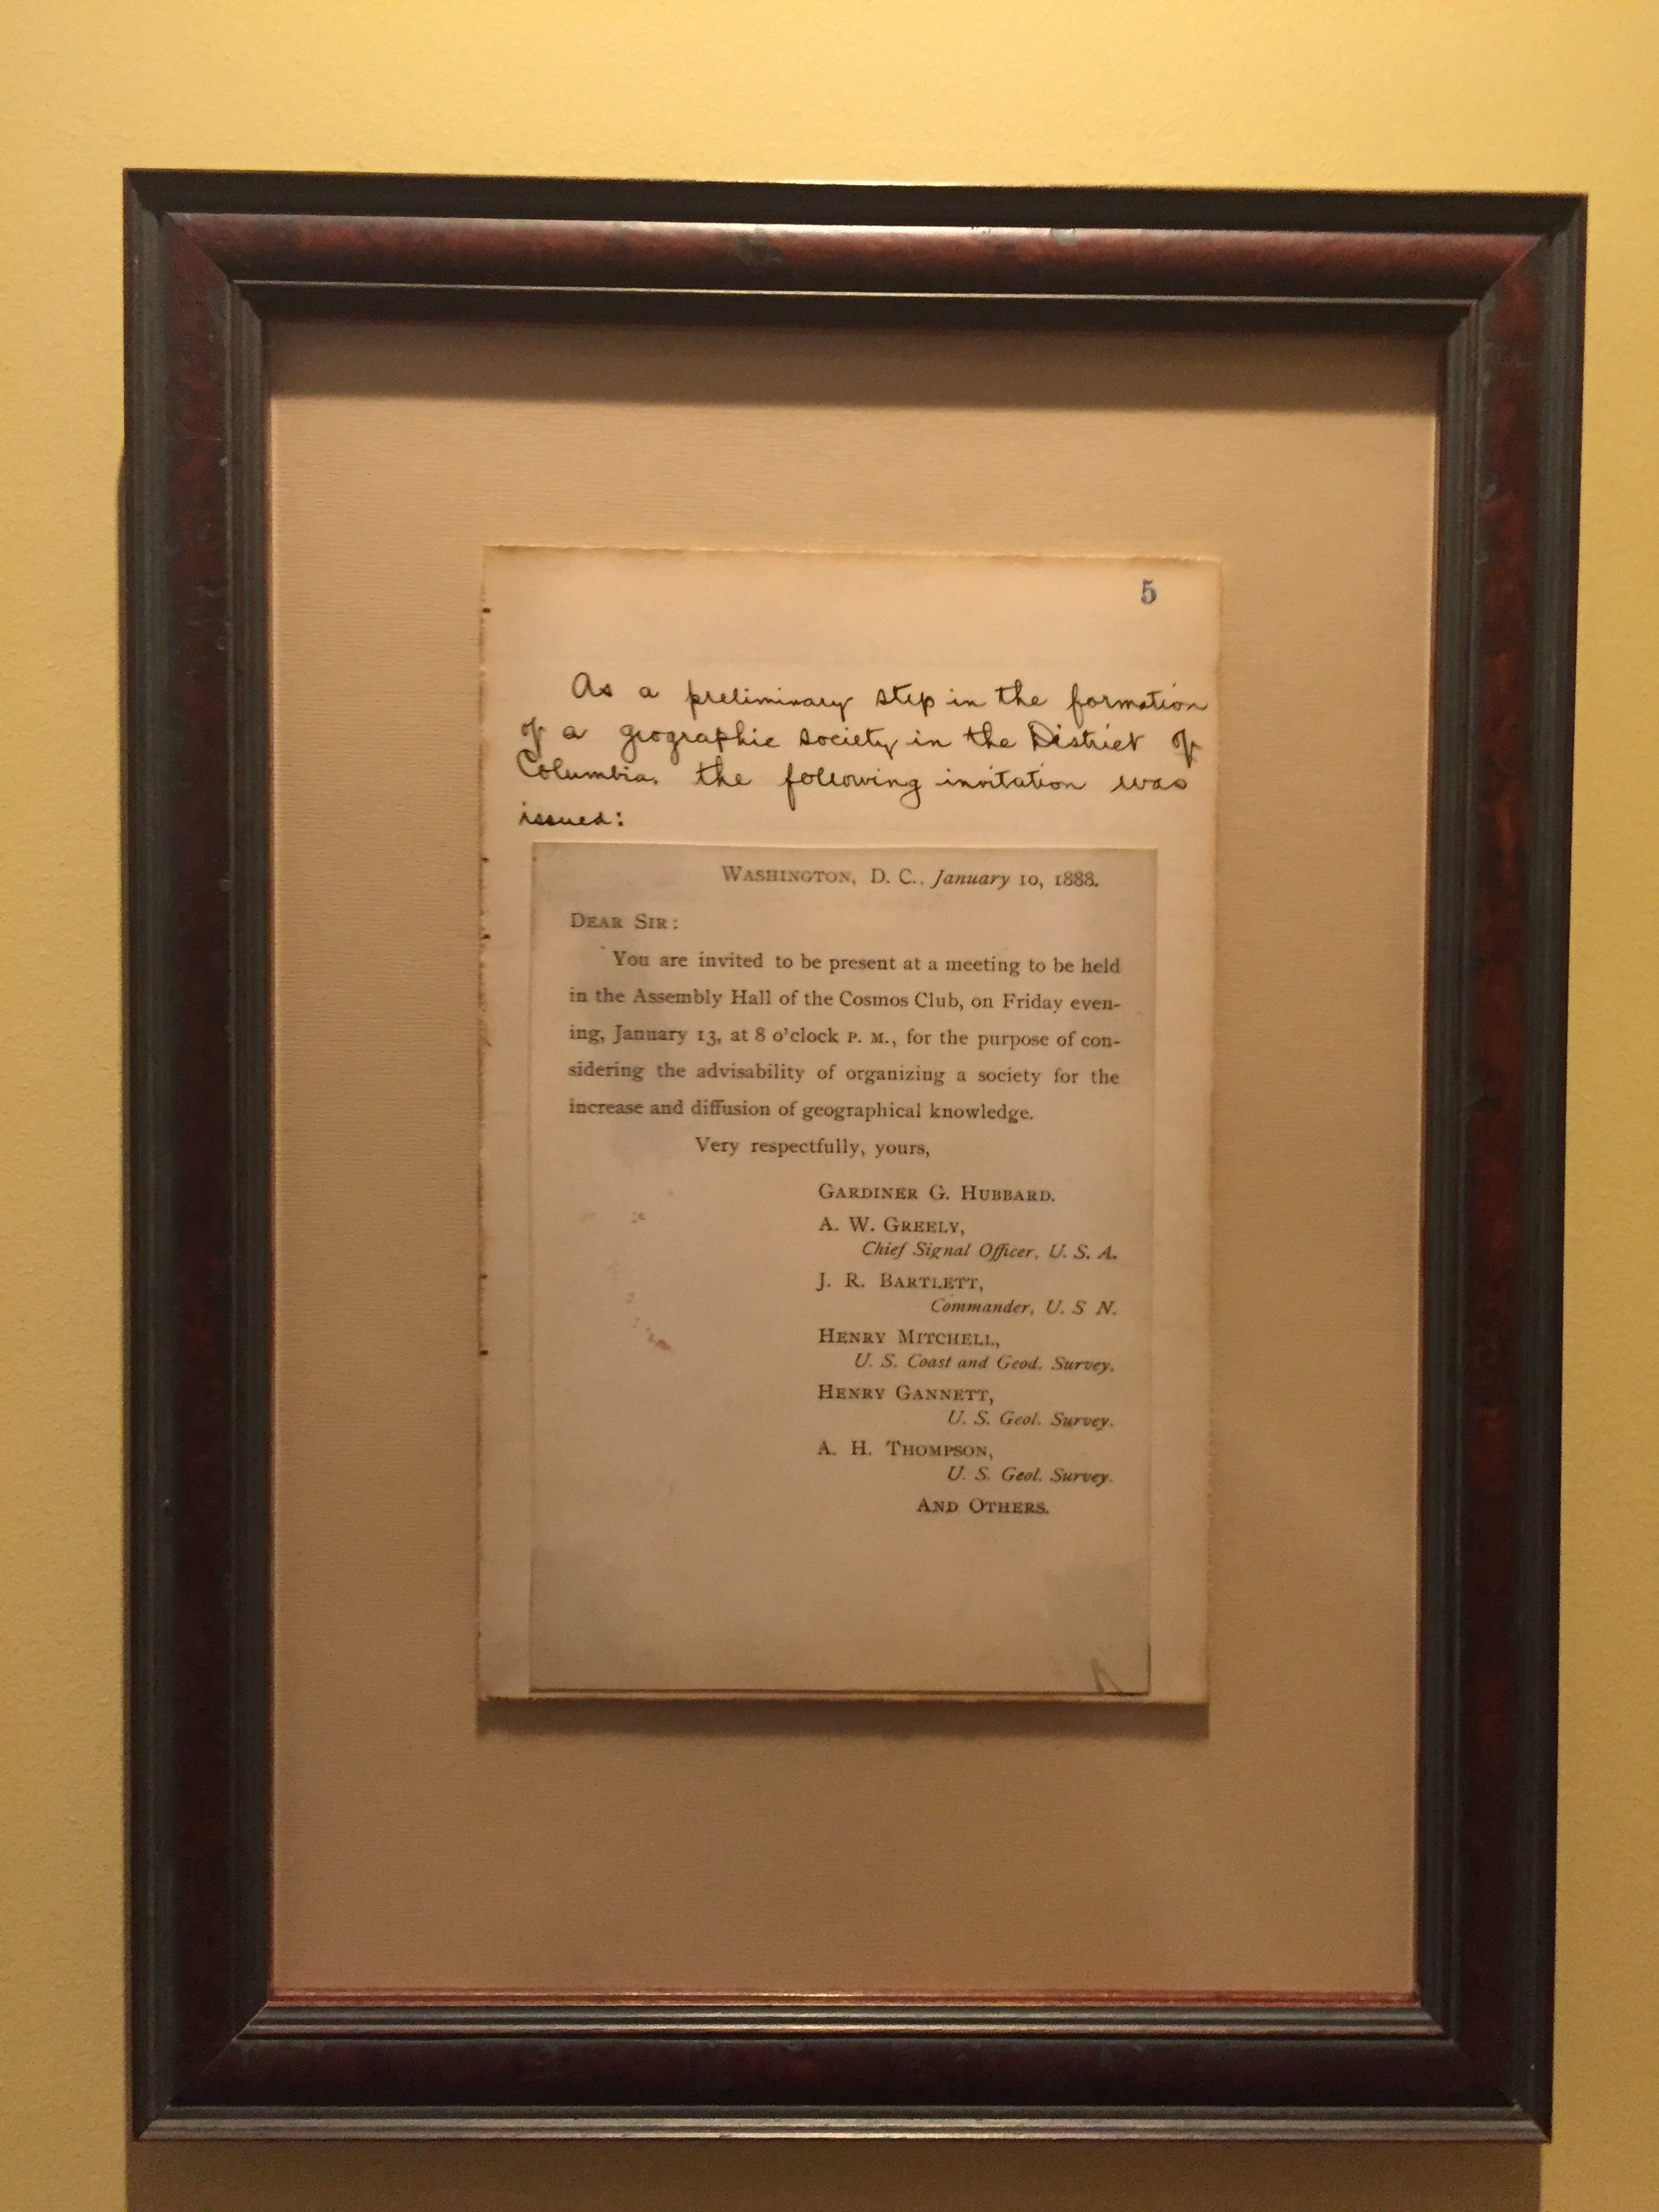 5
As a preliminary step in the formation
of a geographic society in the District of
Columbia. the following invitation was
issued:
WASHINGTON, D. C., January 10, 1888.
DEAR SIR:
You are invited to be present at a meeting to be held
in the Assembly Hall of the Cosmos Club, on Friday even-
ing, January 13, at 8 o'clock P. M., for the purpose of con-
sidering the advisability of organizing a society for the
increase and diffusion of geographical knowledge.
Very respectfully, yours,
GARDINER G. HUBBARD.
A. W. GREELY,
Chief Signal Officer, U. S. A.
J. R. BARTLETT,
Commander, U. S N.
HENRY MITCHELL,
U. S. Coast and Geod. Survey.
HENRY GANNETT,
U. S. Geol. Survey.
A. H. THOMPSON,
U. S. Geol. Survey.
AND OTHERS.